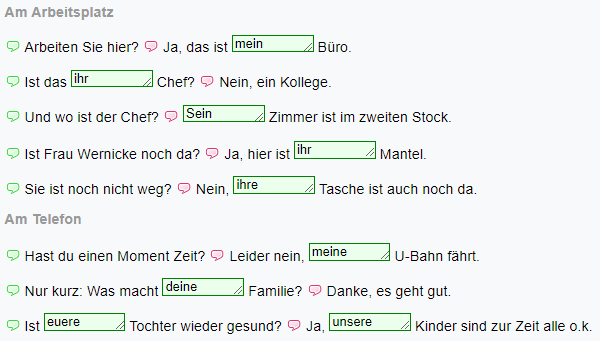 Am Arbeitsplatz
Arbeiten Sie hier? Ja, das ist mein Büro.
Ist das ihr Chef? Nein, ein Kollege.
Und wo ist der Chef? Sein Zimmer ist im zweiten Stock.
Ist Frau Wernicke noch da? Ja, hier ist ihr Mantel.
Sie ist noch nicht weg? Nein, ihre Tasche ist auch noch da.
Am Telefon
Hast du einen Moment Zeit? Leider nein, meine U-Bahn fährt.
Nur kurz: Was macht deine Familie? Danke, es geht gut.
Ist euere Tochter wieder gesund? Ja, unsere Kinder sind zur Zeit alle o.k.